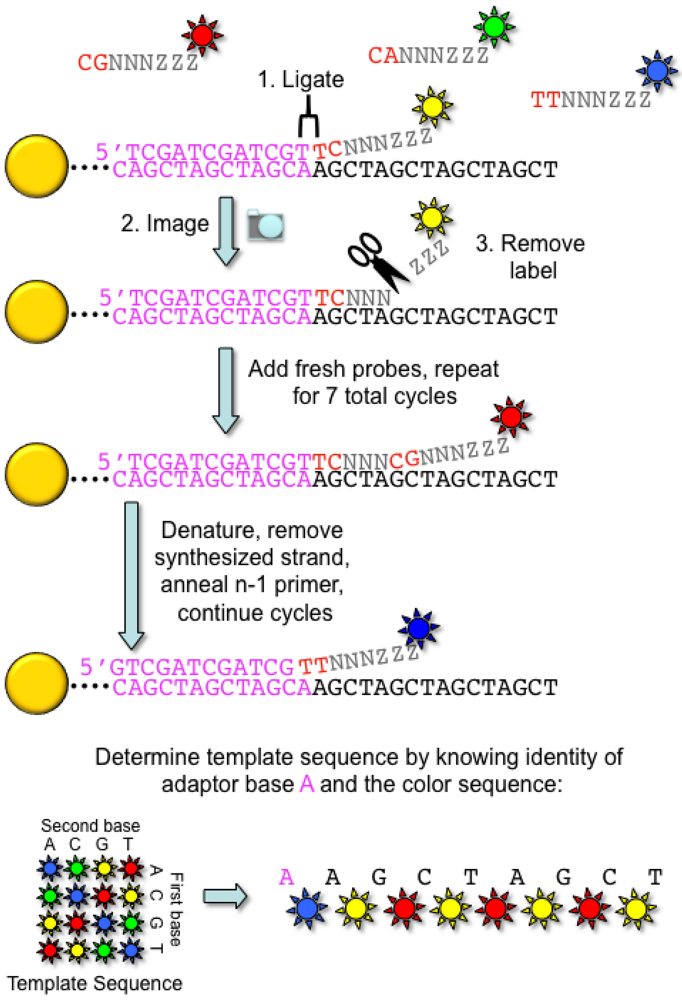 CGNNNZZZ
CANNNZZZ
TTNNNZZZ
1. Ligate
5’TCGATCGATCGTTCNNNZZZ
CAGCTAGCTAGCAAGCTAGCTAGCTAGCT
2. Image
ZZZ
3. Remove
label
5’TCGATCGATCGTTCNNN
CAGCTAGCTAGCAAGCTAGCTAGCTAGCT
Add fresh probes, repeat
for 7 total cycles
5’TCGATCGATCGTTCNNNCGNNNZZZ
CAGCTAGCTAGCAAGCTAGCTAGCTAGCT
Denature, remove
synthesized strand,
anneal n-1 primer,
continue cycles
5’GTCGATCGATCGTTNNNZZZ
CAGCTAGCTAGCAAGCTAGCTAGCTAGCT
Determine template sequence by knowing identity of
adaptor base A and the color sequence:
Second base
A C G T
First base
A C G T
Template Sequence
A A G C T A G C T